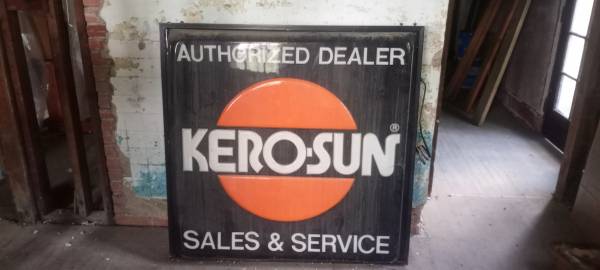 AUTHORIZED DEALER
KERO-SUN®
SALES & SERVICE